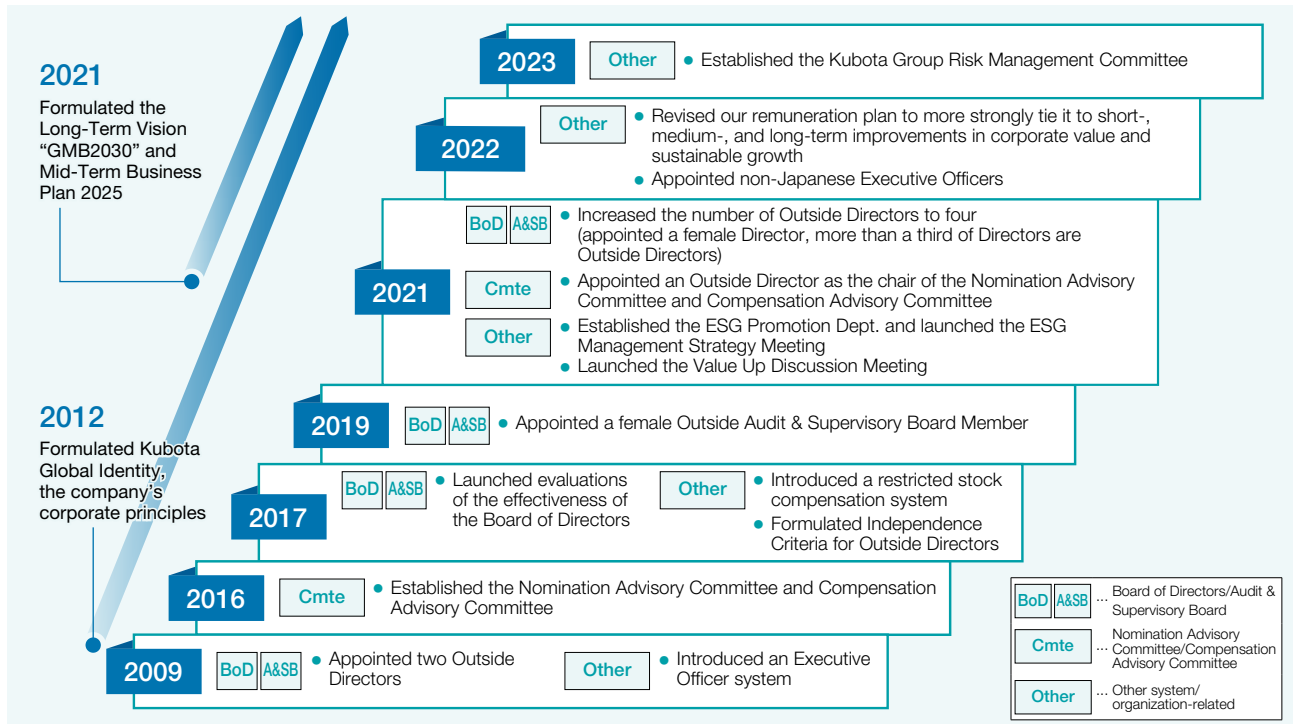 2023
Other
● Established the Kubota Group Risk Management Committee
2022
Other
● Revised our remuneration plan to more strongly tie it to short-,
medium-, and long-term improvements in corporate value and
sustainable growth
● Appointed non-Japanese Executive Officers
2021
Formulated the
Long-Term Vision
“GMB2030” and
Mid-Term Business
Plan 2025
2021
BoD A&SB
● Increased the number of Outside Directors to four
(appointed a female Director, more than a third of Directors are
Outside Directors)
Cmte
● Appointed an Outside Director as the chair of the Nomination Advisory
Committee and Compensation Advisory Committee
Other
● Established the ESG Promotion Dept. and launched the ESG
Management Strategy Meeting
● Launched the Value Up Discussion Meeting
2019
BoD A&SB
● Appointed a female Outside Audit & Supervisory Board Member
2012
Formulated Kubota
Global Identity,
the company’s
corporate principles
2017
BoD A&SB
● Launched evaluations
of the effectiveness of
the Board of Directors
Other
● Introduced a restricted stock
compensation system
● Formulated Independence
Criteria for Outside Directors
2016
Cmte
● Established the Nomination Advisory Committee and Compensation
Advisory Committee
2009
BoD A&SB
● Appointed two Outside
Directors
Other
● Introduced an Executive
Officer system
BoD A&SB
... Board of Directors/Audit &
Supervisory Board
Cmte
Nomination Advisory
... Committee/Compensation
Advisory Committee
Other
... Other system/
organization-related